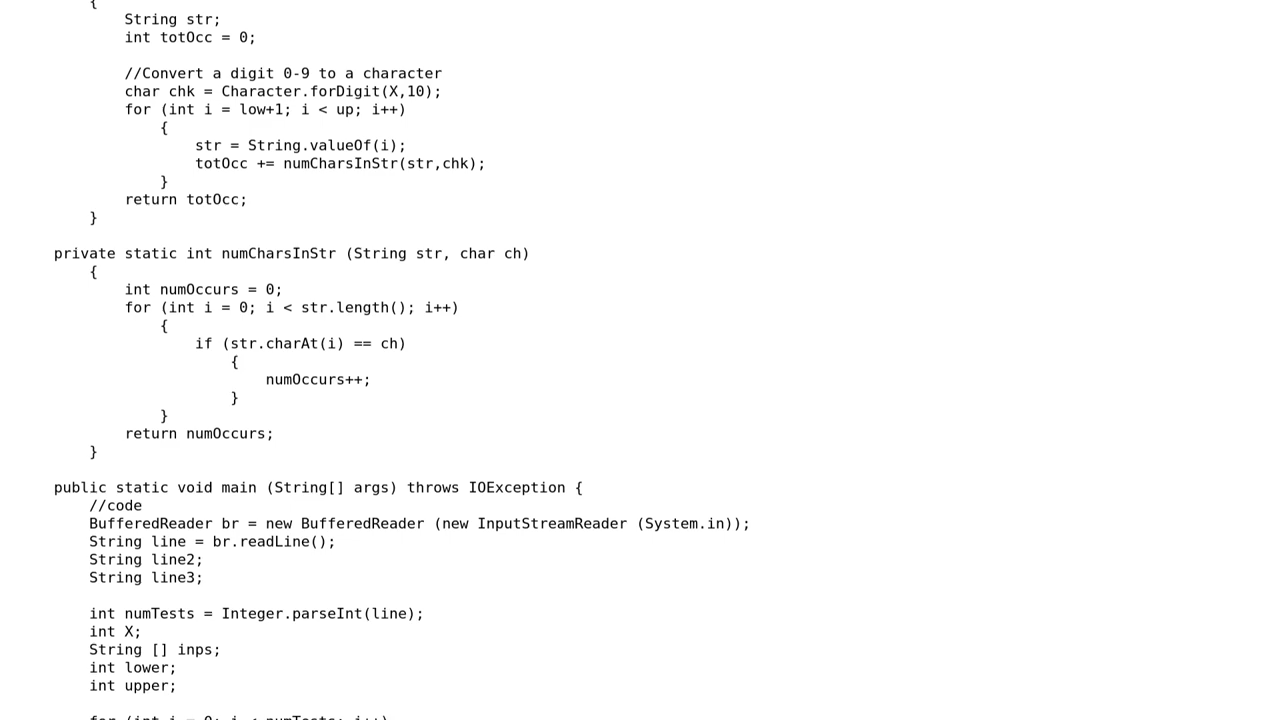 {
String str;
int totOcc = 0;
//Convert a digit 0-9 to a character
char chk = Character.forDigit(X,10);
for (int i = low+1; i < up; i++)
{
str = String.valueOf(i);
totOcc += numCharsInStr(str,chk);
}
return totOcc;
}
private static int numCharsInStr (String str, char ch)
{
int numOccurs = 0;
for (int i = 0; i < str.length(); i++)
{
if (str.charAt(i) == ch)
{
numOccurs++;
}
}
return numOccurs;
}
public static void main (String[] args) throws IOException {
//code
BufferedReader br = new BufferedReader (new InputStreamReader (System.in));
String line = br.readLine();
String line2;
String line3;
int numTests = Integer.parseInt(line);
int X;
String [] inps;
int lower;
int upper;
for (int i = 0; i < numTests; i++)